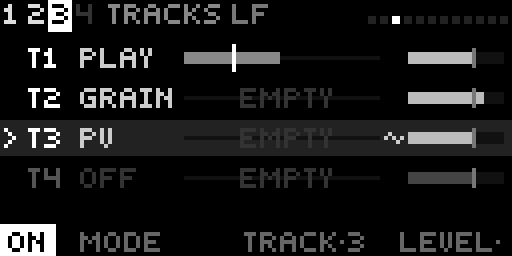 1 2 3 4 TRACKS LF
T1 PLAY
T2 GRAIN EMPTY
> T3 PV EMPTY
T4 OFF EMPTY
ON MODE TRACK·3 LEVEL·